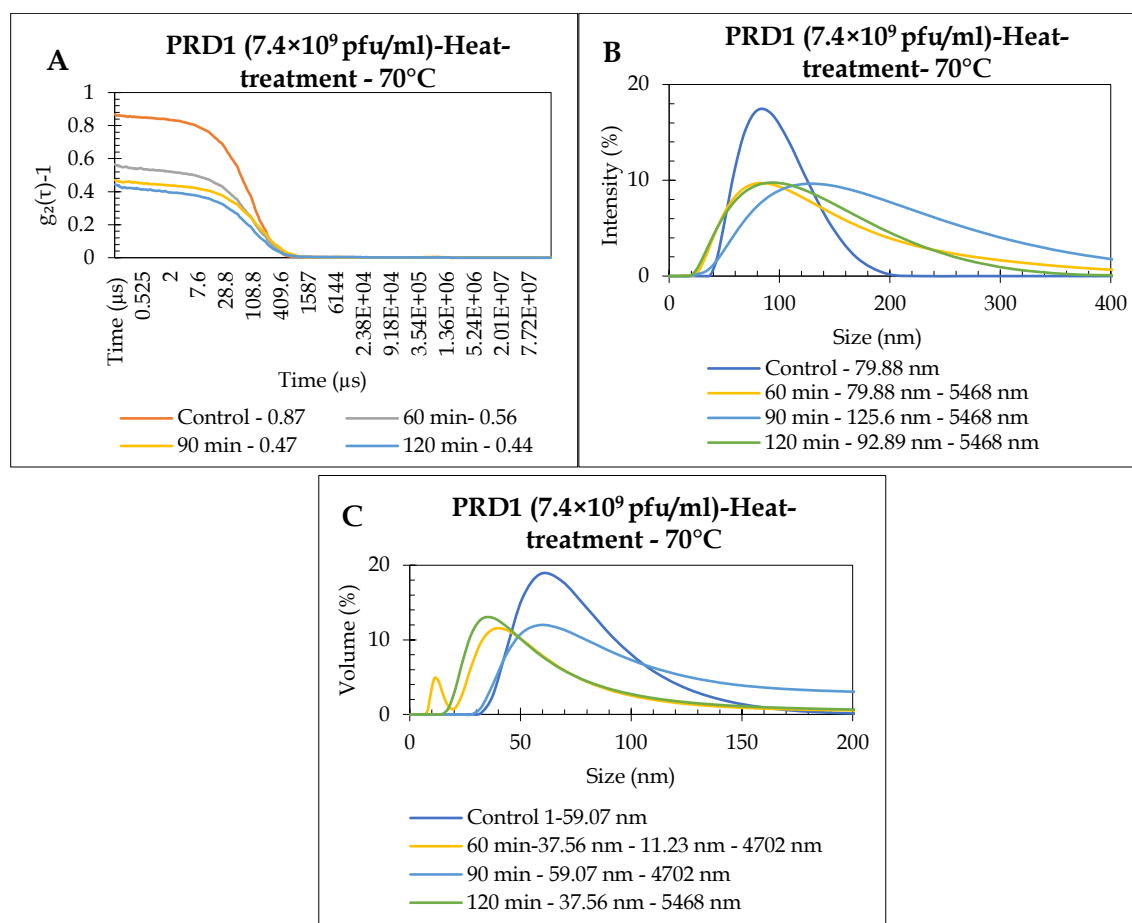 A
PRD1 (7.4×10⁹ pfu/ml)-Heat-
treatment - 70°C
1
0.8
0.6
0.4
0.2
0
g₂(τ)-1
Time (µs)
0.525
2
7.6
28.8
108.8
409.6
1587
6144
2.38E+04
9.18E+04
3.54E+05
1.36E+06
5.24E+06
2.01E+07
7.72E+07
Time (µs)
Control - 0.87
60 min- 0.56
90 min - 0.47
120 min - 0.44
B
PRD1 (7.4×10⁹ pfu/ml)-Heat-
treatment- 70°C
20
10
0
Intensity (%)
0 100 200 300 400
Size (nm)
Control - 79.88 nm
60 min - 79.88 nm - 5468 nm
90 min - 125.6 nm - 5468 nm
120 min - 92.89 nm - 5468 nm
C
PRD1 (7.4×10⁹ pfu/ml)-Heat-
treatment - 70°C
20
10
0
Volume (%)
0 50 100 150 200
Size (nm)
Control 1-59.07 nm
60 min-37.56 nm - 11.23 nm - 4702 nm
90 min - 59.07 nm - 4702 nm
120 min - 37.56 nm - 5468 nm